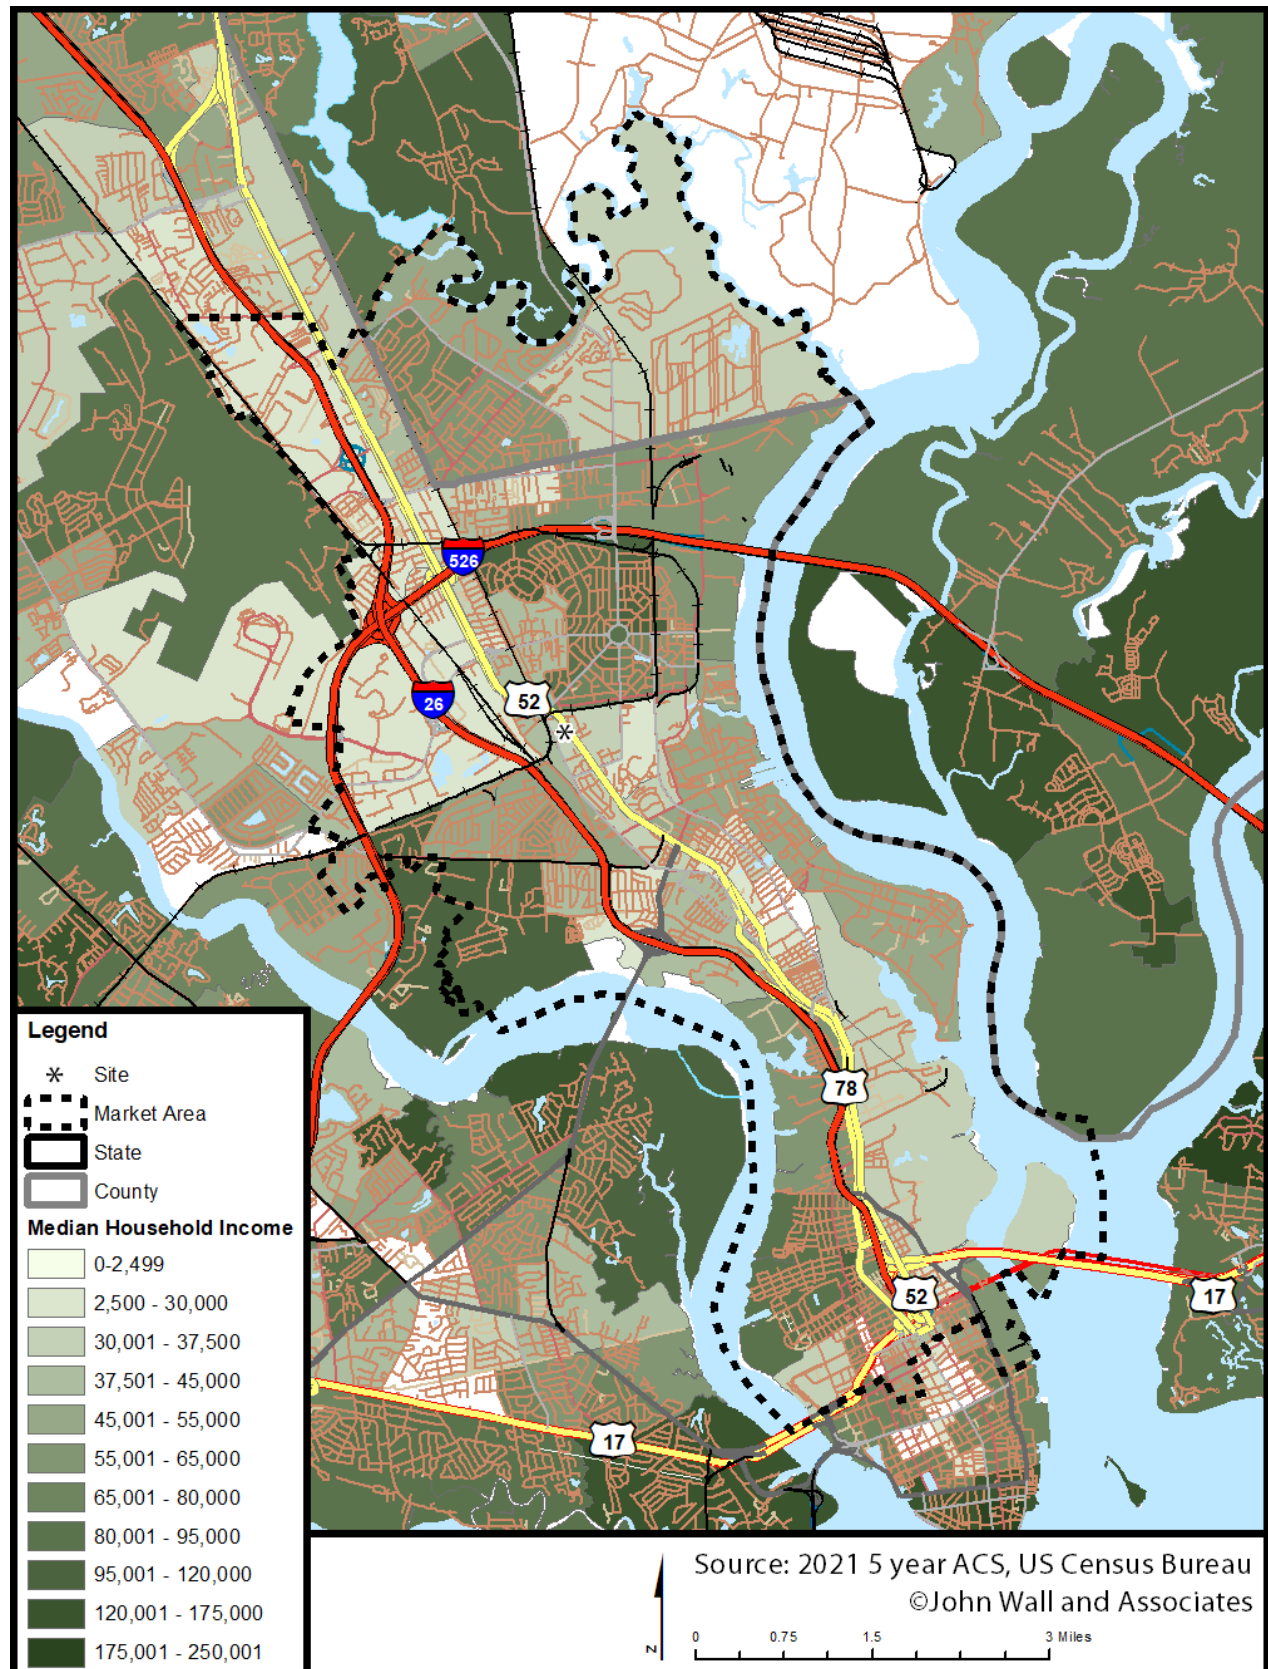 526
52
26
78
52
17
17
Legend
Site
Market Area
State
County
Median Household Income
0-2,499
2,500 - 30,000
30,001 - 37,500
37,501 - 45,000
45,001 - 55,000
55,001 - 65,000
65,001 - 80,000
80,001 - 95,000
95,001 - 120,000
120,001 - 175,000
175,001 - 250,001
Source: 2021 5 year ACS, US Census Bureau
©John Wall and Associates
N
0 0.75 1.5 3 Miles